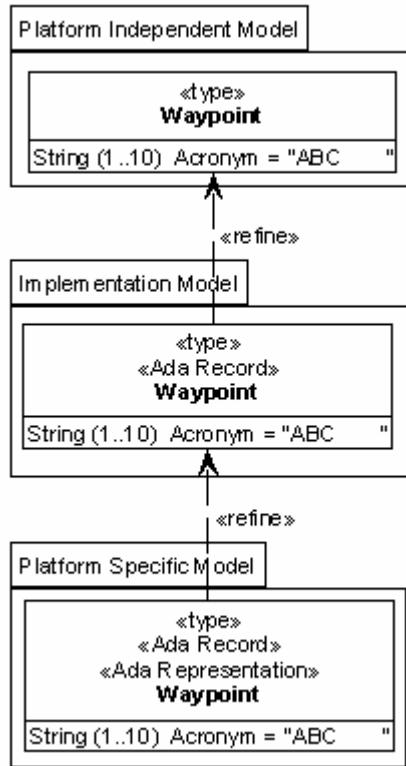 Platform Independent Model
«type»
Waypoint
String (1..10) Acronym = "ABC       "
«refine»
Implementation Model
«type»
«Ada Record»
Waypoint
String (1..10) Acronym = "ABC       "
«refine»
Platform Specific Model
«type»
«Ada Record»
«Ada Representation»
Waypoint
String (1..10) Acronym = "ABC       "